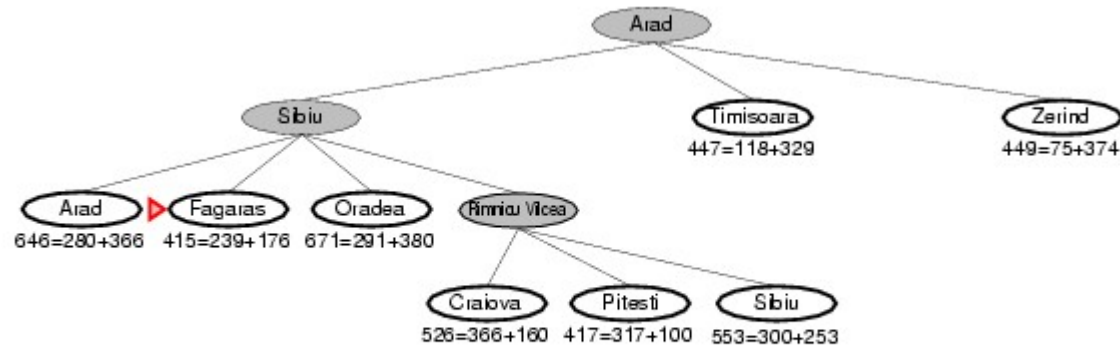 Arad
Sibiu
Timisoara
Zerind
447=118+329
449=75+374
Arad
Fagaras
Oradea
Rimnicu Vilcea
646=280+366
415=239+176
671=291+380
Craiova
Pitesti
Sibiu
526=366+160
417=317+100
553=300+253